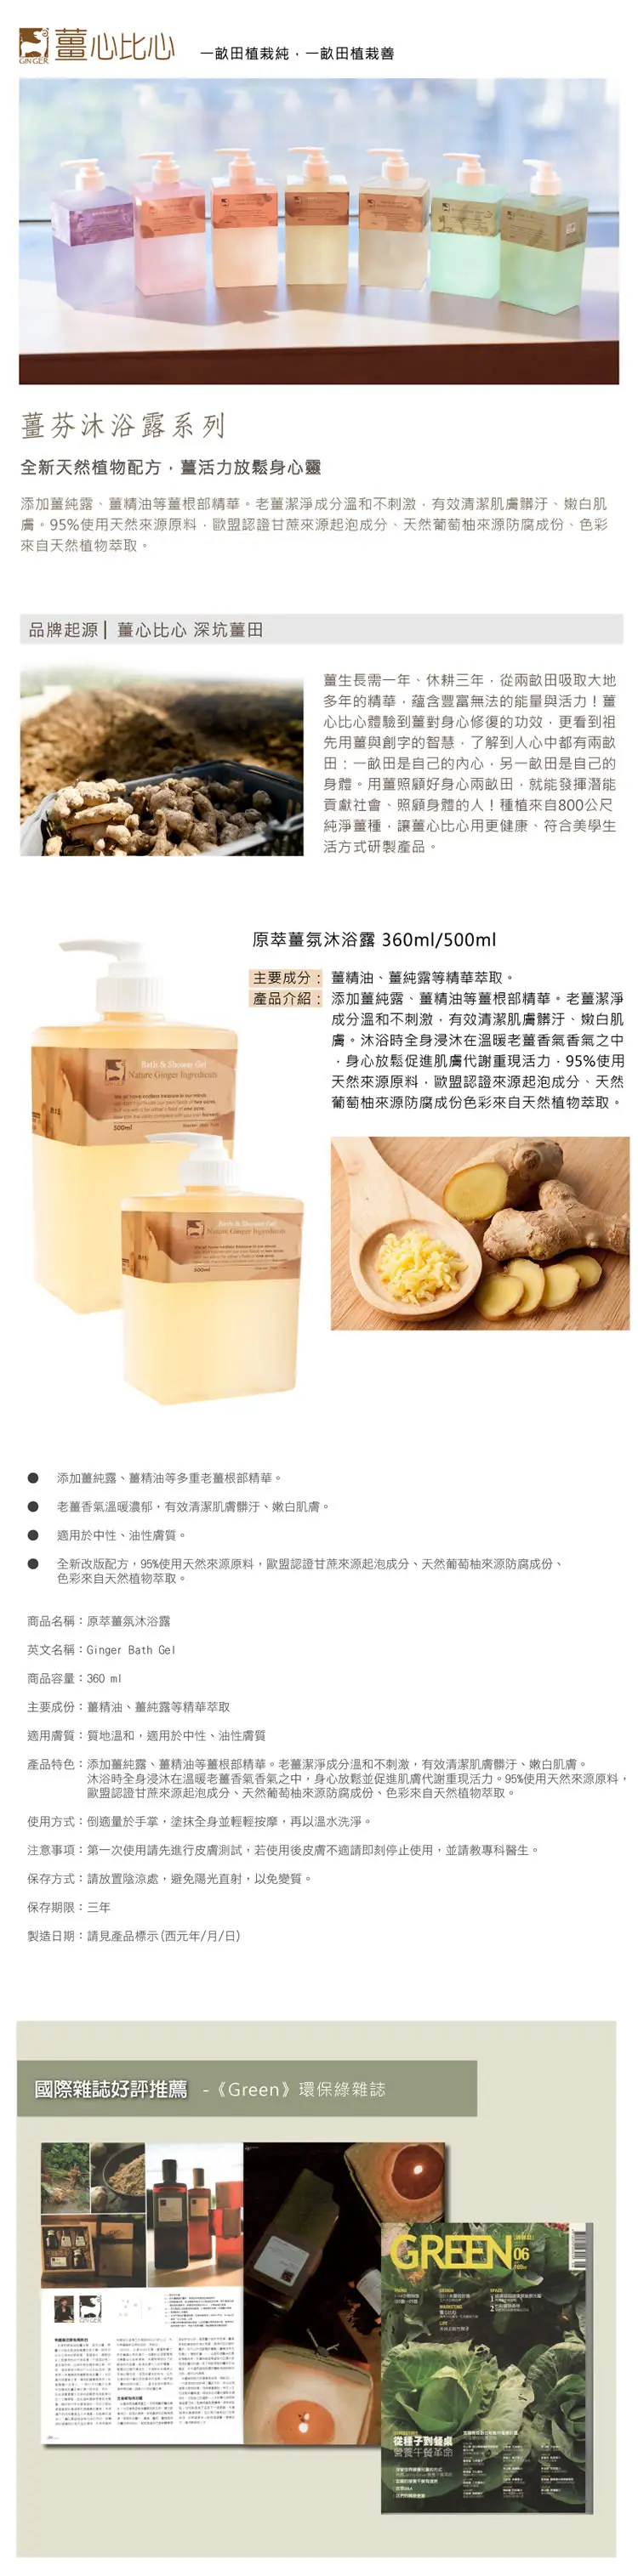 GINGER
薑心比心
一畝田植栽純，一畝田植栽善
薑芬沐浴露系列
全新天然植物配方，薑活力放鬆身心靈
添加薑純露、薑精油等薑根部精華。老薑潔淨成分溫和不刺激，有效清潔肌膚髒汙、嫩白肌
膚。95%使用天然來源原料，歐盟認證甘蔗來源起泡成分、天然葡萄柚來源防腐成份、色彩
來自天然植物萃取。
品牌起源 薑心比心 深坑薑田
薑生長需一年、休耕三年，從兩畝田吸取大地
多年的精華，蘊含豐富無法的能量與活力！薑
心比心體驗到薑對身心修復的功效，更看到祖
先用薑與創字的智慧，了解到人心中都有兩畝
田：一畝田是自己的內心，另一畝田是自己的
身體。用薑照顧好身心兩畝田，就能發揮潛能
貢獻社會、照顧身體的人！種植來自800公尺
純淨薑種，讓薑心比心用更健康、符合美學生
活方式研製產品。
原萃薑氛沐浴露 360ml/500ml
主要成分： 薑精油、薑純露等精華萃取。
產品介紹： 添加薑純露、薑精油等薑根部精華。老薑潔淨
成分溫和不刺激，有效清潔肌膚髒汙、嫩白肌
膚。沐浴時全身浸沐在溫暖老薑香氣香氣之中
，身心放鬆促進肌膚代謝重現活力，95%使用
天然來源原料，歐盟認證來源起泡成分、天然
葡萄柚來源防腐成份色彩來自天然植物萃取。
Bath & Shower Gel
Nature Ginger Ingredients
500ml
Bath & Shower Gel
Nature Ginger Ingredients
● 添加薑純露、薑精油等多重老薑根部精華。
● 老薑香氣溫暖濃郁，有效清潔肌膚髒汙、嫩白肌膚。
● 適用於中性、油性膚質。
● 全新改版配方，95%使用天然來源原料，歐盟認證甘蔗來源起泡成分、天然葡萄柚來源防腐成份、
色彩來自天然植物萃取。
商品名稱：原萃薑氛沐浴露
英文名稱：Ginger Bath Gel
商品容量：360 ml
主要成份：薑精油、薑純露等精華萃取
適用膚質：質地溫和，適用於中性、油性膚質
產品特色：添加薑純露、薑精油等薑根部精華。老薑潔淨成分溫和不刺激，有效清潔肌膚髒汙、嫩白肌膚。
沐浴時全身浸沐在溫暖老薑香氣香氣之中，身心放鬆並促進肌膚代謝重現活力。95%使用天然來源原料，
歐盟認證甘蔗來源起泡成分、天然葡萄柚來源防腐成份、色彩來自天然植物萃取。
使用方式：倒適量於手掌，塗抹全身並輕輕按摩，再以溫水洗淨。
注意事項：第一次使用請先進行皮膚測試，若使用後皮膚不適請即刻停止使用，並請教專科醫生。
保存方式：請放置陰涼處，避免陽光直射，以免變質。
保存期限：三年
製造日期：請見產品標示(西元年/月/日)
國際雜誌好評推薦 -《Green》環保綠雜誌
GREEN
06
從種子到餐桌
營養午餐革命